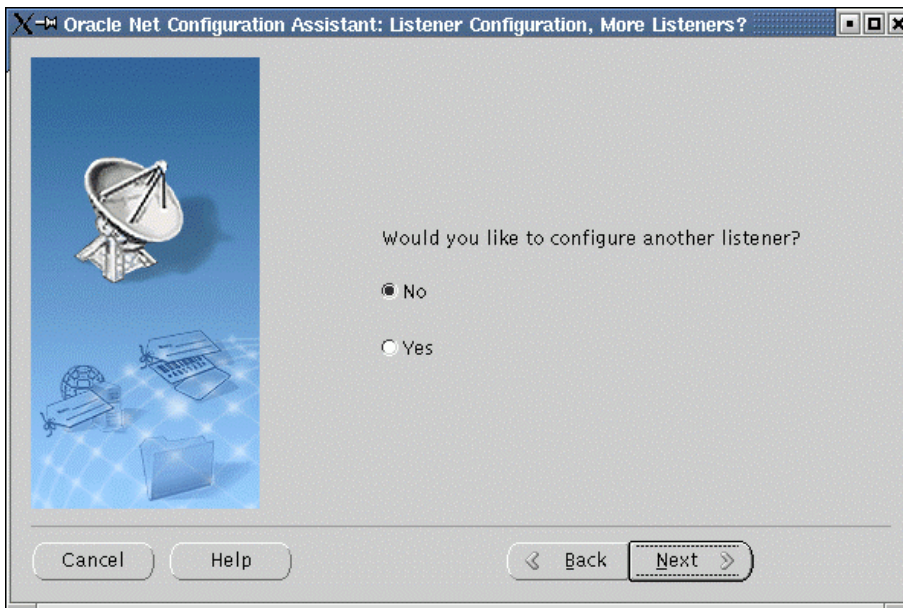 Oracle Net Configuration Assistant: Listener Configuration, More Listeners?
Would you like to configure another listener?
No
Yes
Cancel
Help
Back
Next